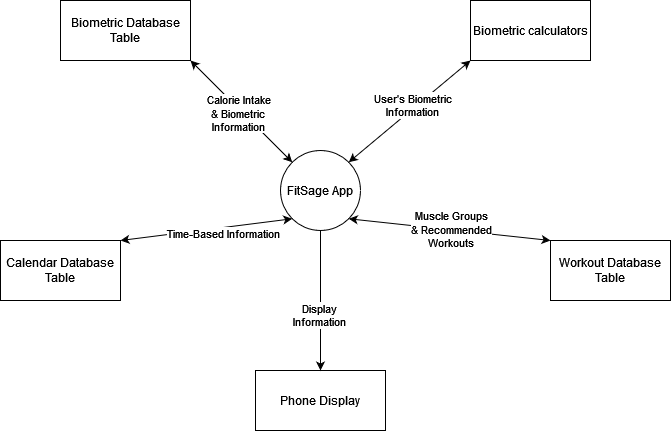 Biometric Database
Table
Biometric calculators
Calorie Intake
& Biometric
Information
User's Biometric
Information
FitSage App
Muscle Groups
& Recommended
Workouts
Time-Based Information
Calendar Database
Table
Workout Database
Table
Display
Information
Phone Display